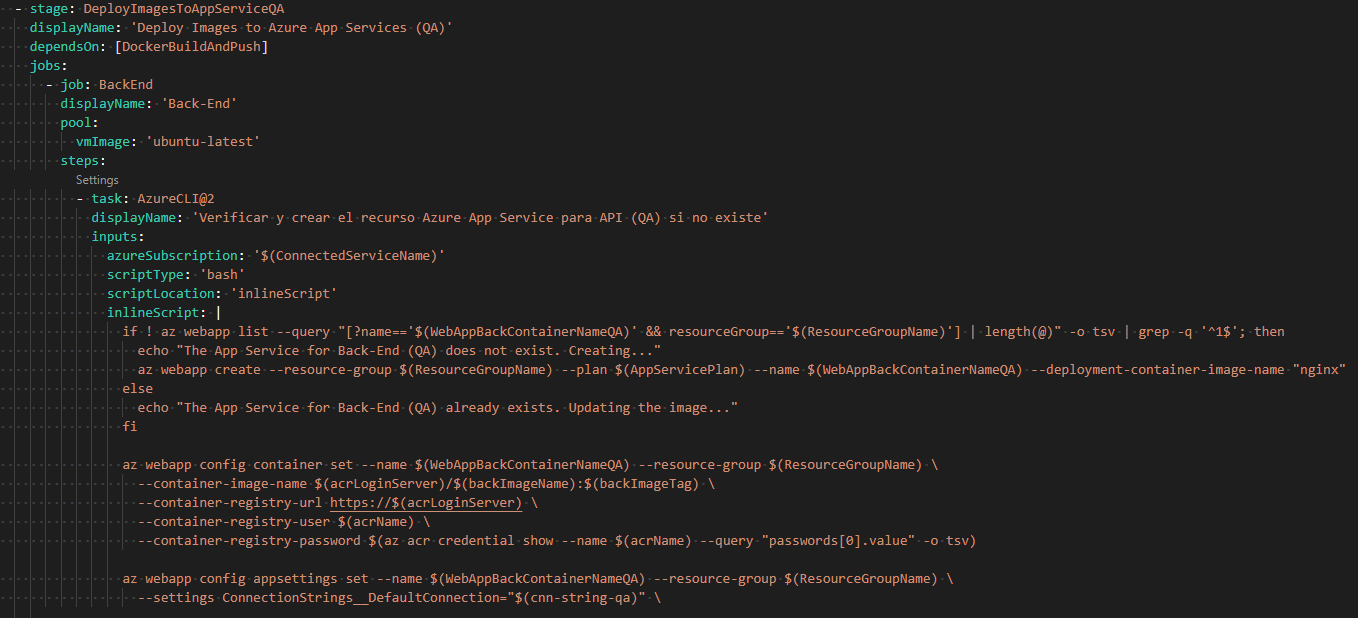 - stage: DeployImagesToAppServiceQA
displayName: 'Deploy Images to Azure App Services (QA)'
dependsOn: [DockerBuildAndPush]
jobs:
- job: BackEnd
displayName: 'Back-End'
pool:
vmImage: 'ubuntu-latest'
steps:
Settings
- task: AzureCLI@2
displayName: 'Verificar y crear el recurso Azure App Service para API (QA) si no existe'
inputs:
azureSubscription: '$(ConnectedServiceName)'
scriptType: 'bash'
scriptLocation: 'inlineScript'
inlineScript: |
if ! az webapp list --query "[?name=='$(WebAppBackContainerNameQA)' && resourceGroup=='$(ResourceGroupName)'] | length(@)" -o tsv | grep -q '^1$'; then
echo "The App Service for Back-End (QA) does not exist. Creating..."
az webapp create --resource-group $(ResourceGroupName) --plan $(AppServicePlan) --name $(WebAppBackContainerNameQA) --deployment-container-image-name "nginx"
else
echo "The App Service for Back-End (QA) already exists. Updating the image..."
fi
az webapp config container set --name $(WebAppBackContainerNameQA) --resource-group $(ResourceGroupName) \
--container-image-name $(acrLoginServer)/$(backImageName):$(backImageTag) \
--container-registry-url https://$(acrLoginServer) \
--container-registry-user $(acrName) \
--container-registry-password $(az acr credential show --name $(acrName) --query "passwords[0].value" -o tsv)
az webapp config appsettings set --name $(WebAppBackContainerNameQA) --resource-group $(ResourceGroupName) \
--settings ConnectionStrings__DefaultConnection="$(cnn-string-qa)" \